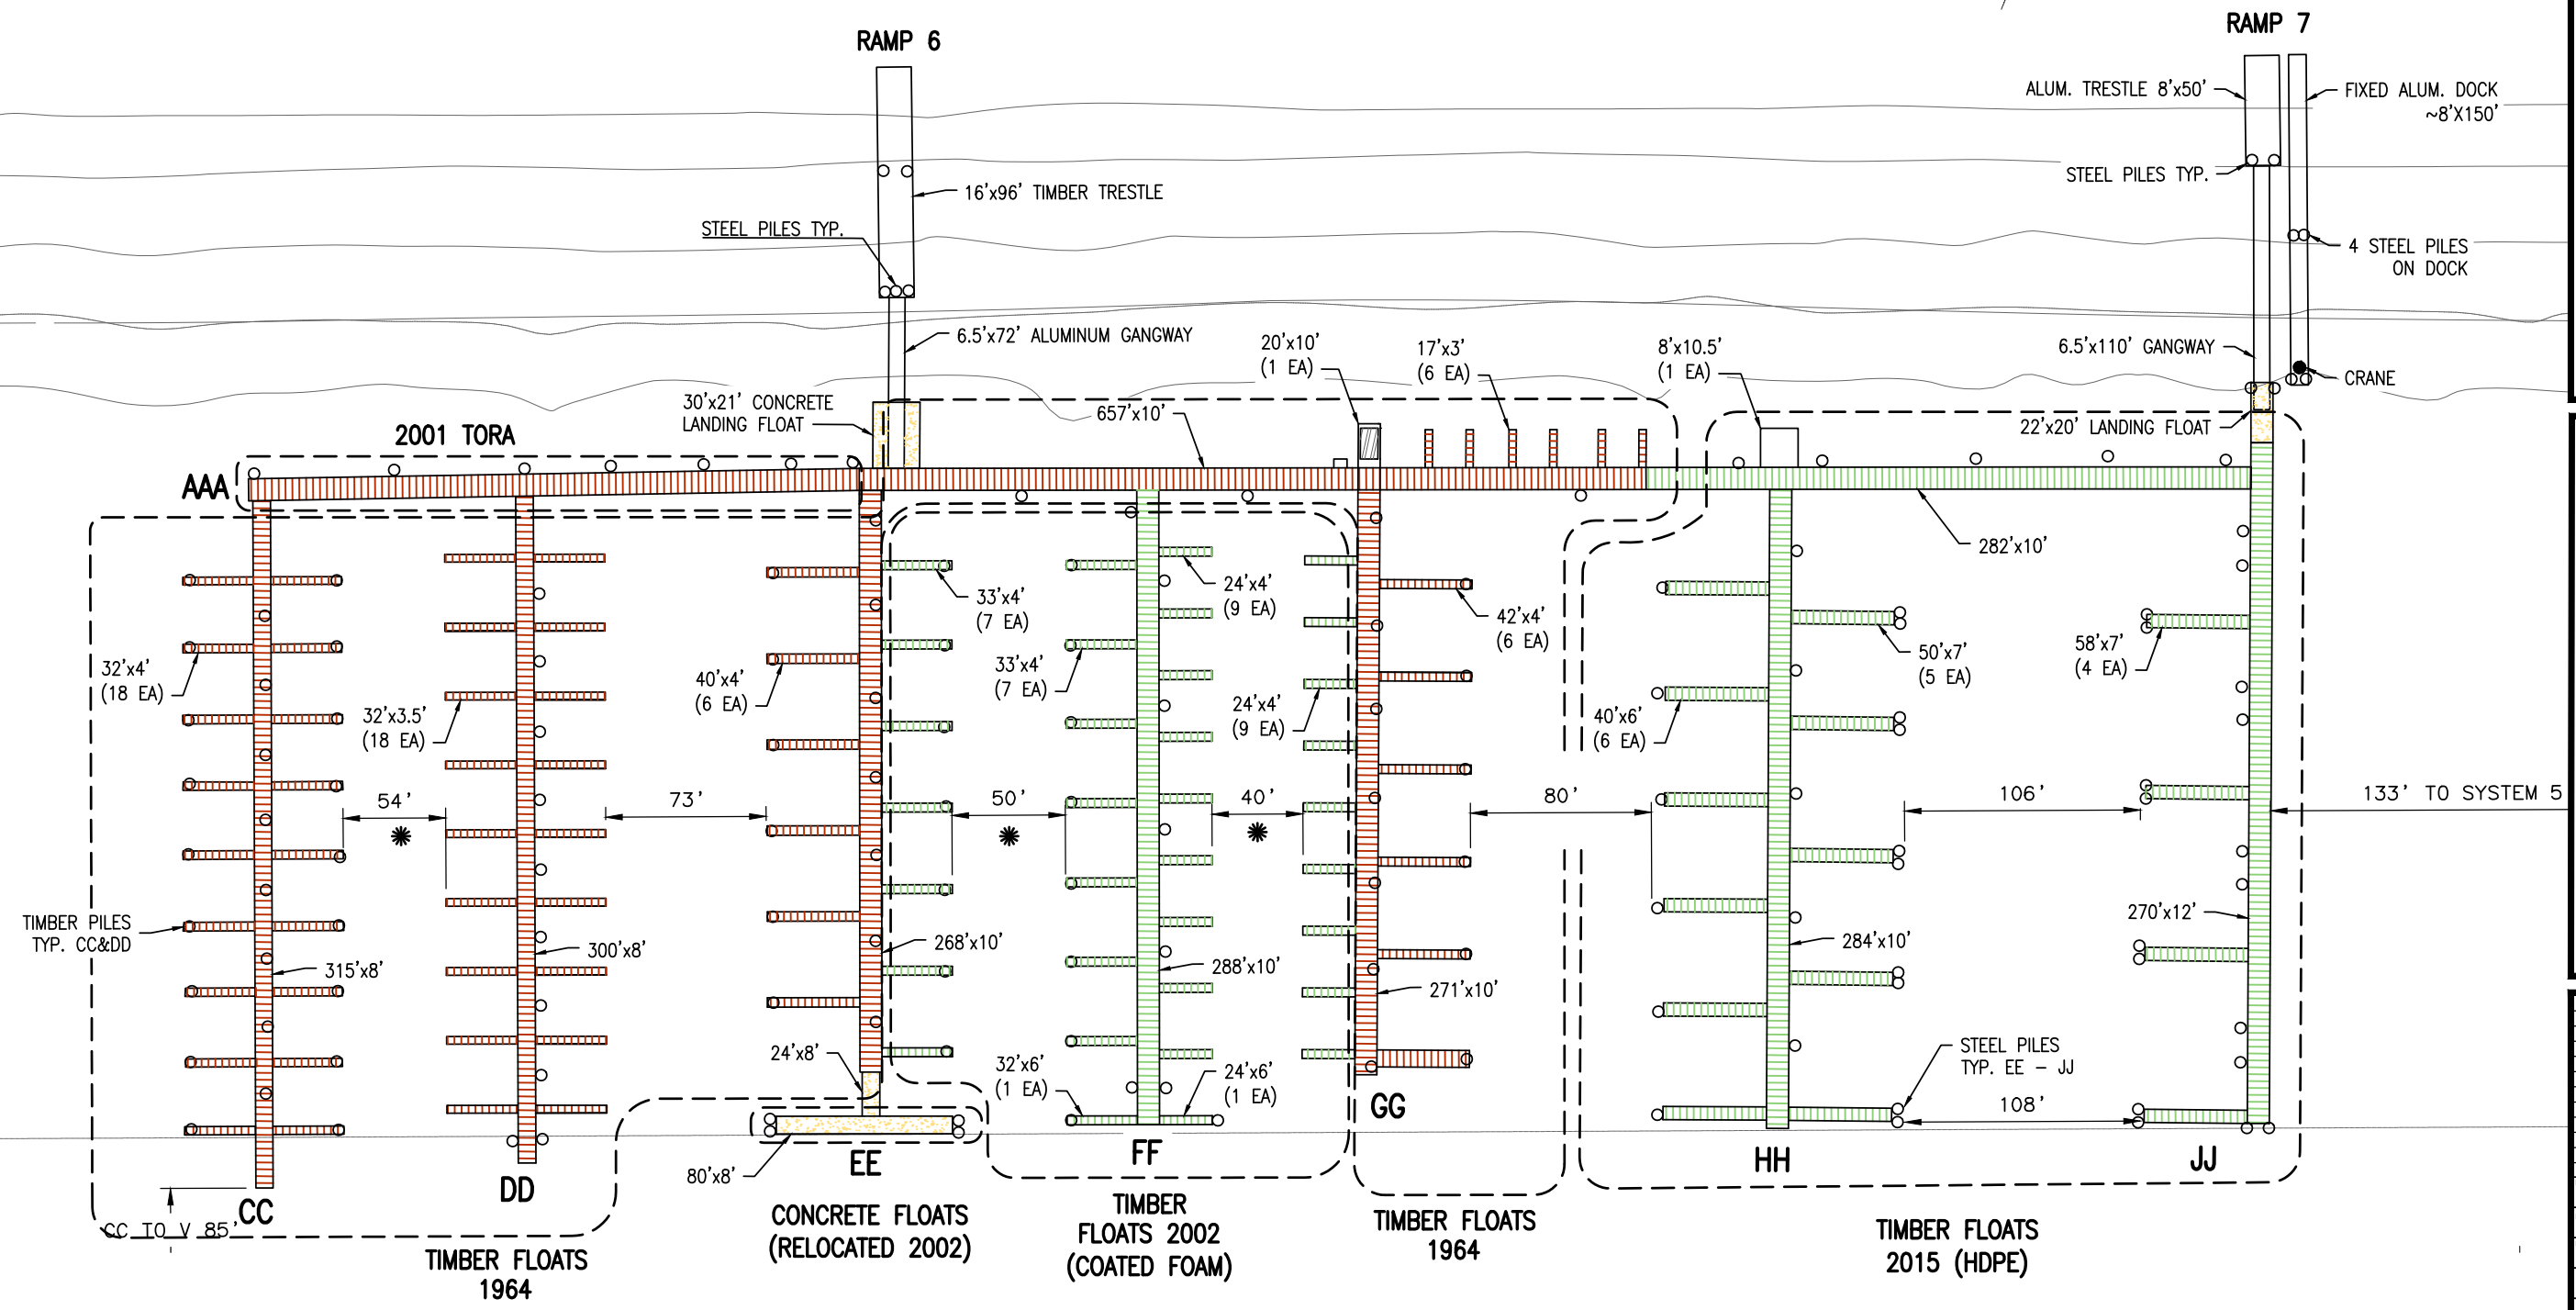 RAMP 6
RAMP 7
ALUM. TRESTLE 8'x50'
FIXED ALUM. DOCK
~8'X150'
STEEL PILES TYP.
16'x96' TIMBER TRESTLE
STEEL PILES TYP.
4 STEEL PILES
ON DOCK
6.5'x72' ALUMINUM GANGWAY
20'x10'
(1 EA)
17'x3'
(6 EA)
8'x10.5'
(1 EA)
6.5'x110' GANGWAY
CRANE
30'x21' CONCRETE
LANDING FLOAT
657'x10'
22'x20' LANDING FLOAT
2001 TORA
AAA
282'x10'
33'x4'
(7 EA)
24'x4'
(9 EA)
42'x4'
(6 EA)
32'x4'
(18 EA)
40'x4'
(6 EA)
33'x4'
(7 EA)
50'x7'
(5 EA)
58'x7'
(4 EA)
32'x3.5'
(18 EA)
24'x4'
(9 EA)
40'x6'
(6 EA)
54'
73'
50'
40'
80'
106'
133' TO SYSTEM 5
TIMBER PILES
TYP. CC&DD
315'x8'
300'x8'
268'x10'
288'x10'
271'x10'
284'x10'
270'x12'
24'x8'
32'x6'
(1 EA)
24'x6'
(1 EA)
STEEL PILES
TYP. EE - JJ
108'
80'x8'
CC
DD
EE
FF
GG
HH
JJ
CC TO V 85'
TIMBER FLOATS
1964
CONCRETE FLOATS
(RELOCATED 2002)
TIMBER
FLOATS 2002
(COATED FOAM)
TIMBER FLOATS
1964
TIMBER FLOATS
2015 (HDPE)